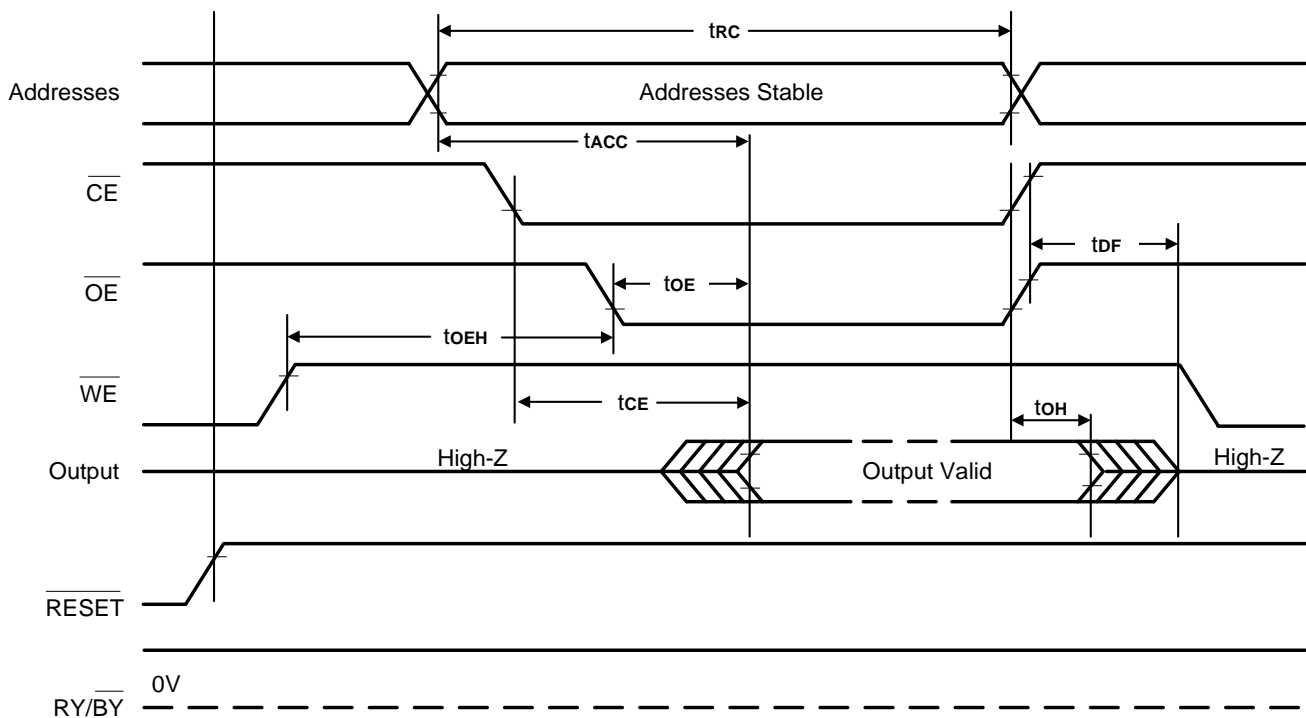 tRC
Addresses
Addresses Stable
tACC
CE
tDF
OE
tOE
tOEH
WE
tCE
tOH
Output
High-Z
Output Valid
High-Z
RESET
0V
RY/BY